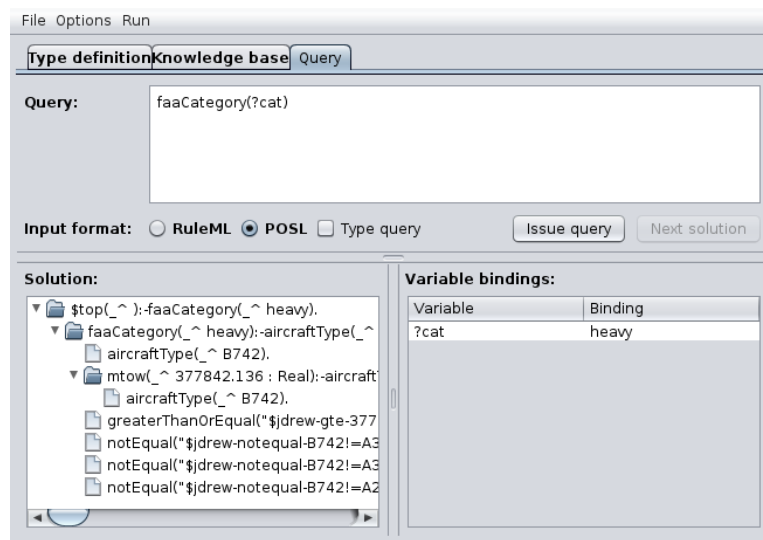 File Options Run
Type definition Knowledge base Query
Query: faaCategory(?cat)
Input format: RuleML POSL Type query Issue query Next solution
Solution:
$top(_^ ):-faaCategory(_^ heavy).
faaCategory(_^ heavy):-aircraftType(_^
aircraftType(_^ B742).
mtow(_^ 377842.136 : Real):-aircraft
aircraftType(_^ B742).
greaterThanOrEqual("$jdrew-gte-377
notEqual("$jdrew-notequal-B742!=A3
notEqual("$jdrew-notequal-B742!=A3
notEqual("$jdrew-notequal-B742!=A2
Variable bindings:
Variable Binding
?cat heavy